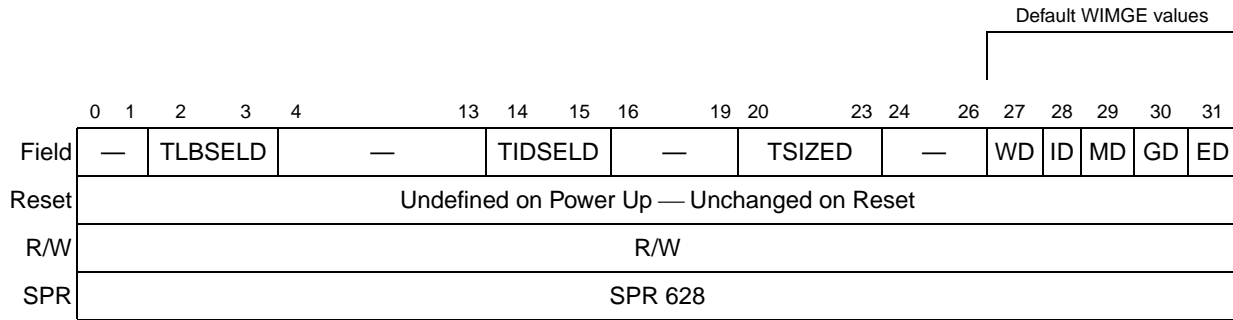 Default WIMGE values
0 1 2 3 4 13 14 15 16 19 20 23 24 26 27 28 29 30 31
Field — TLBSELD — TIDSELD — TSIZED — WD ID MD GD ED
Reset Undefined on Power Up — Unchanged on Reset
R/W R/W
SPR SPR 628